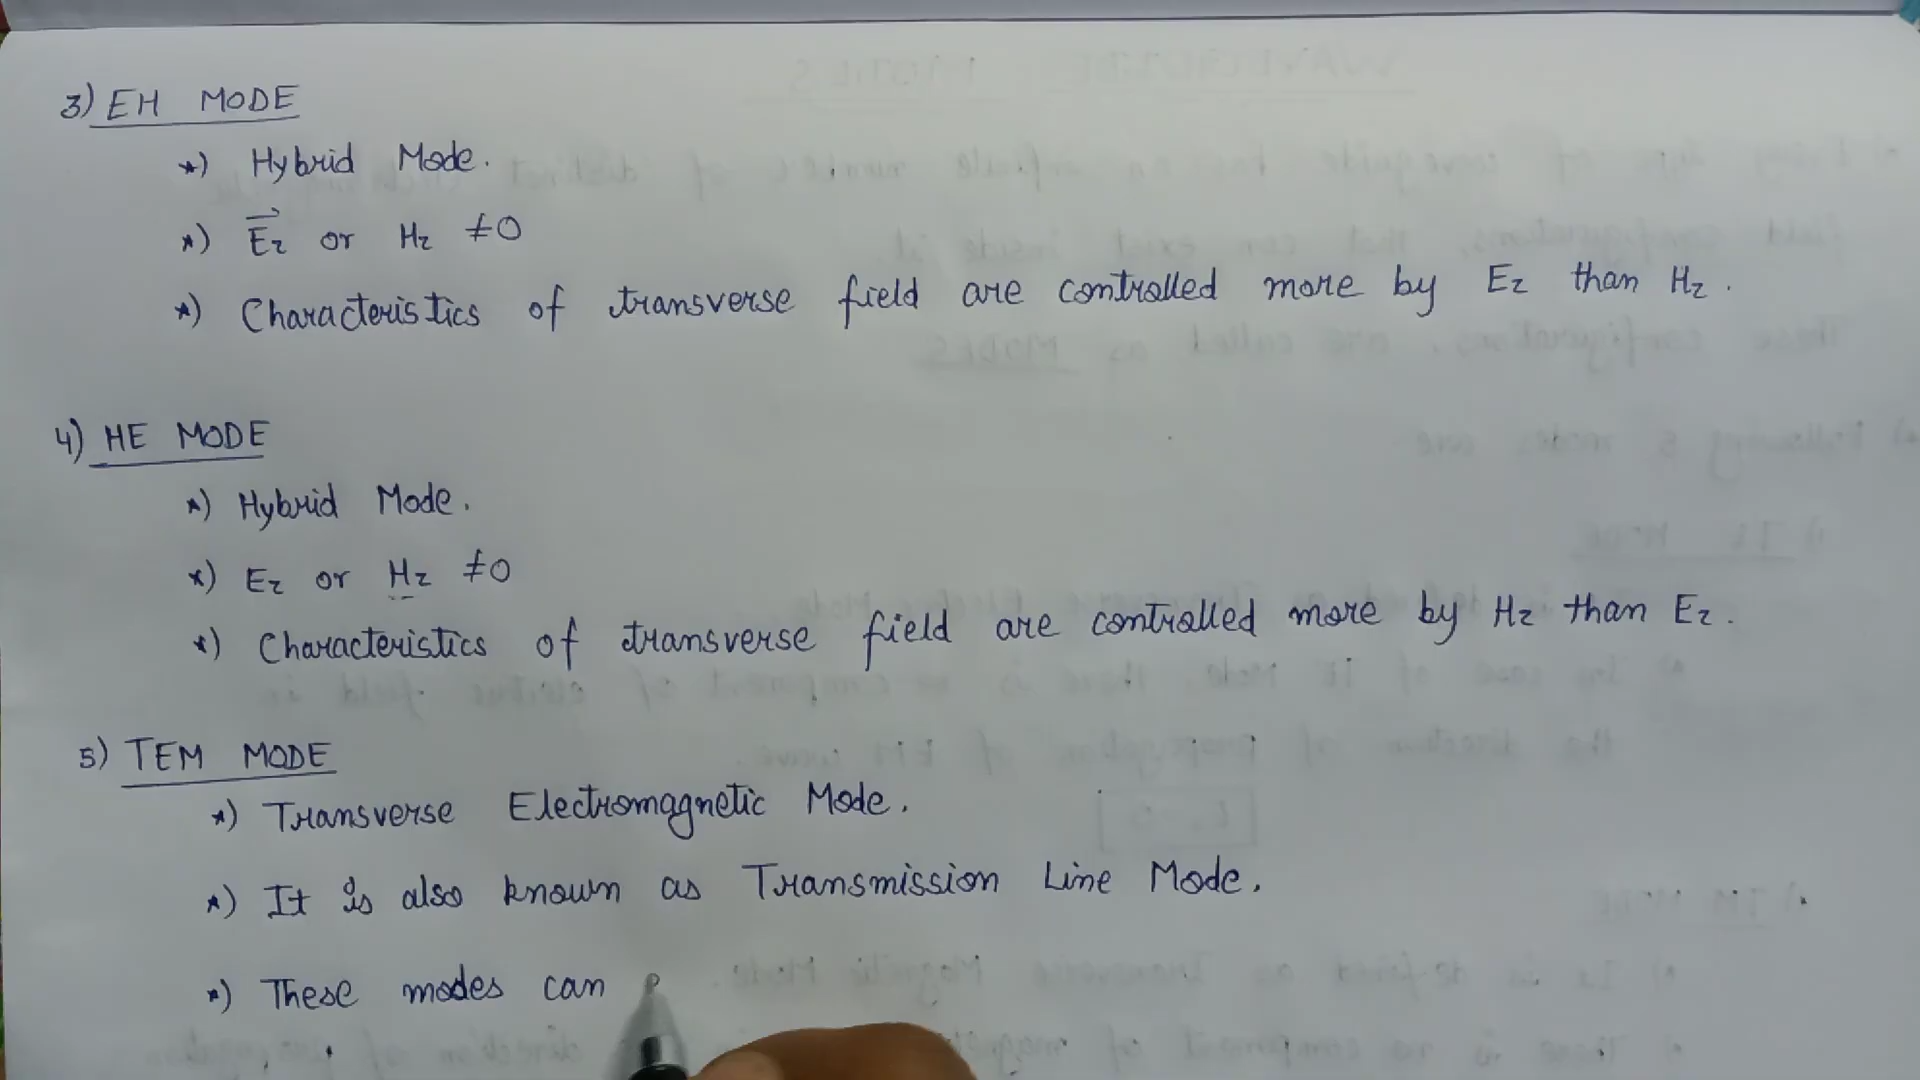 3) EH MODE
*) Hybrid Mode.
*) E⃗z or Hz ≠0
*) Characteristics of transverse field are controlled more by Ez than Hz.
4) HE MODE
*) Hybrid Mode.
*) Ez or Hz ≠0
*) Characteristics of transverse field are controlled more by Hz than Ez.
5) TEM MODE
*) Transverse Electromagnetic Mode.
*) It is also known as Transmission Line Mode.
*) These modes can